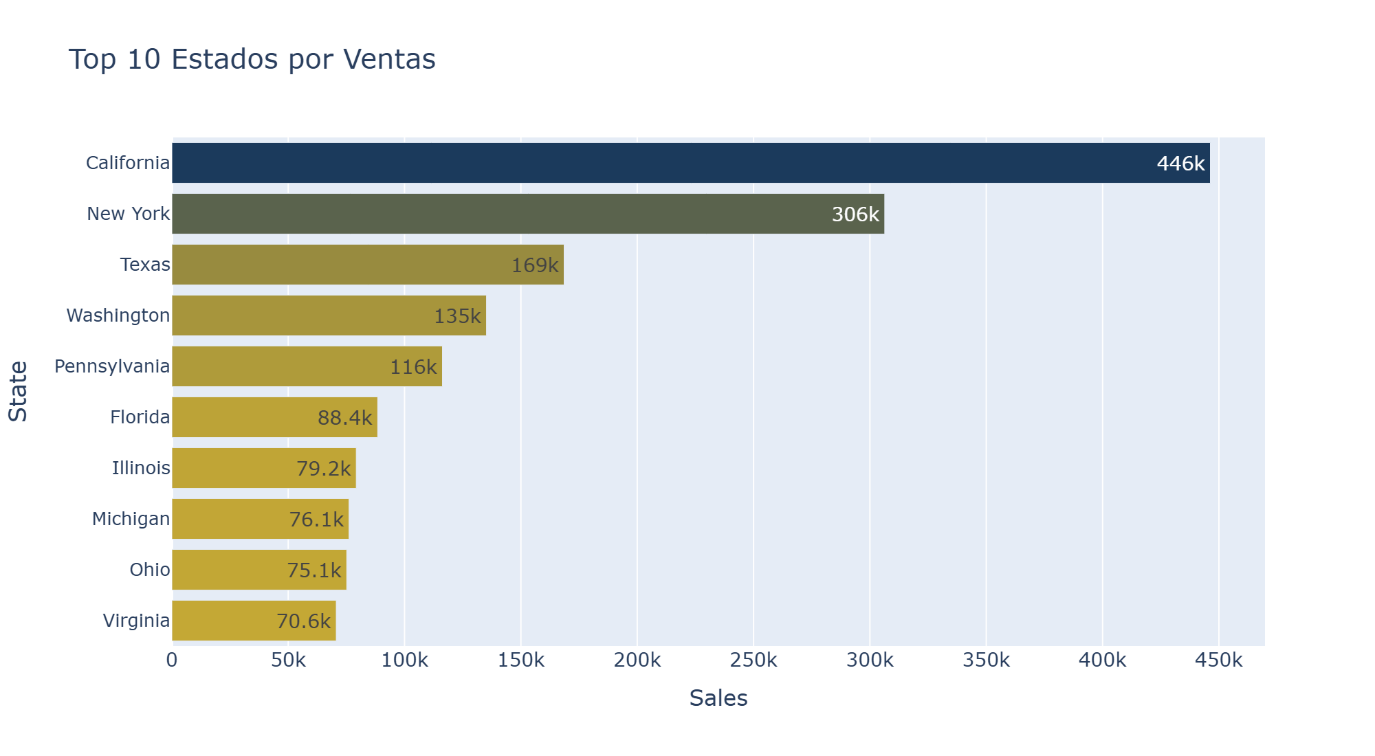 Top 10 Estados por Ventas
State
California 446k
New York 306k
Texas 169k
Washington 135k
Pennsylvania 116k
Florida 88.4k
Illinois 79.2k
Michigan 76.1k
Ohio 75.1k
Virginia 70.6k
0 50k 100k 150k 200k 250k 300k 350k 400k 450k
Sales